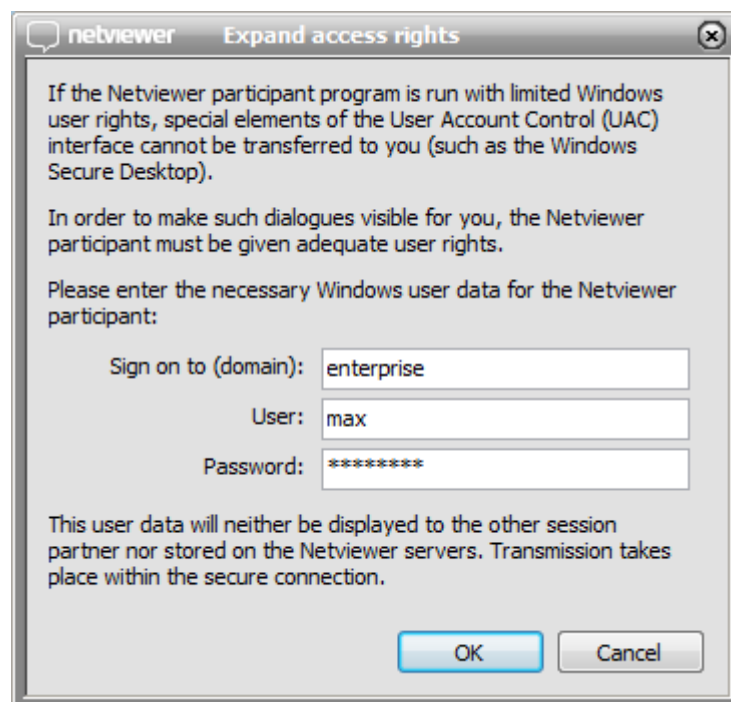 netviewer Expand access rights
If the Netviewer participant program is run with limited Windows
user rights, special elements of the User Account Control (UAC)
interface cannot be transferred to you (such as the Windows
Secure Desktop).
In order to make such dialogues visible for you, the Netviewer
participant must be given adequate user rights.
Please enter the necessary Windows user data for the Netviewer
participant:
Sign on to (domain): enterprise
User: max
Password: ********
This user data will neither be displayed to the other session
partner nor stored on the Netviewer servers. Transmission takes
place within the secure connection.
OK Cancel